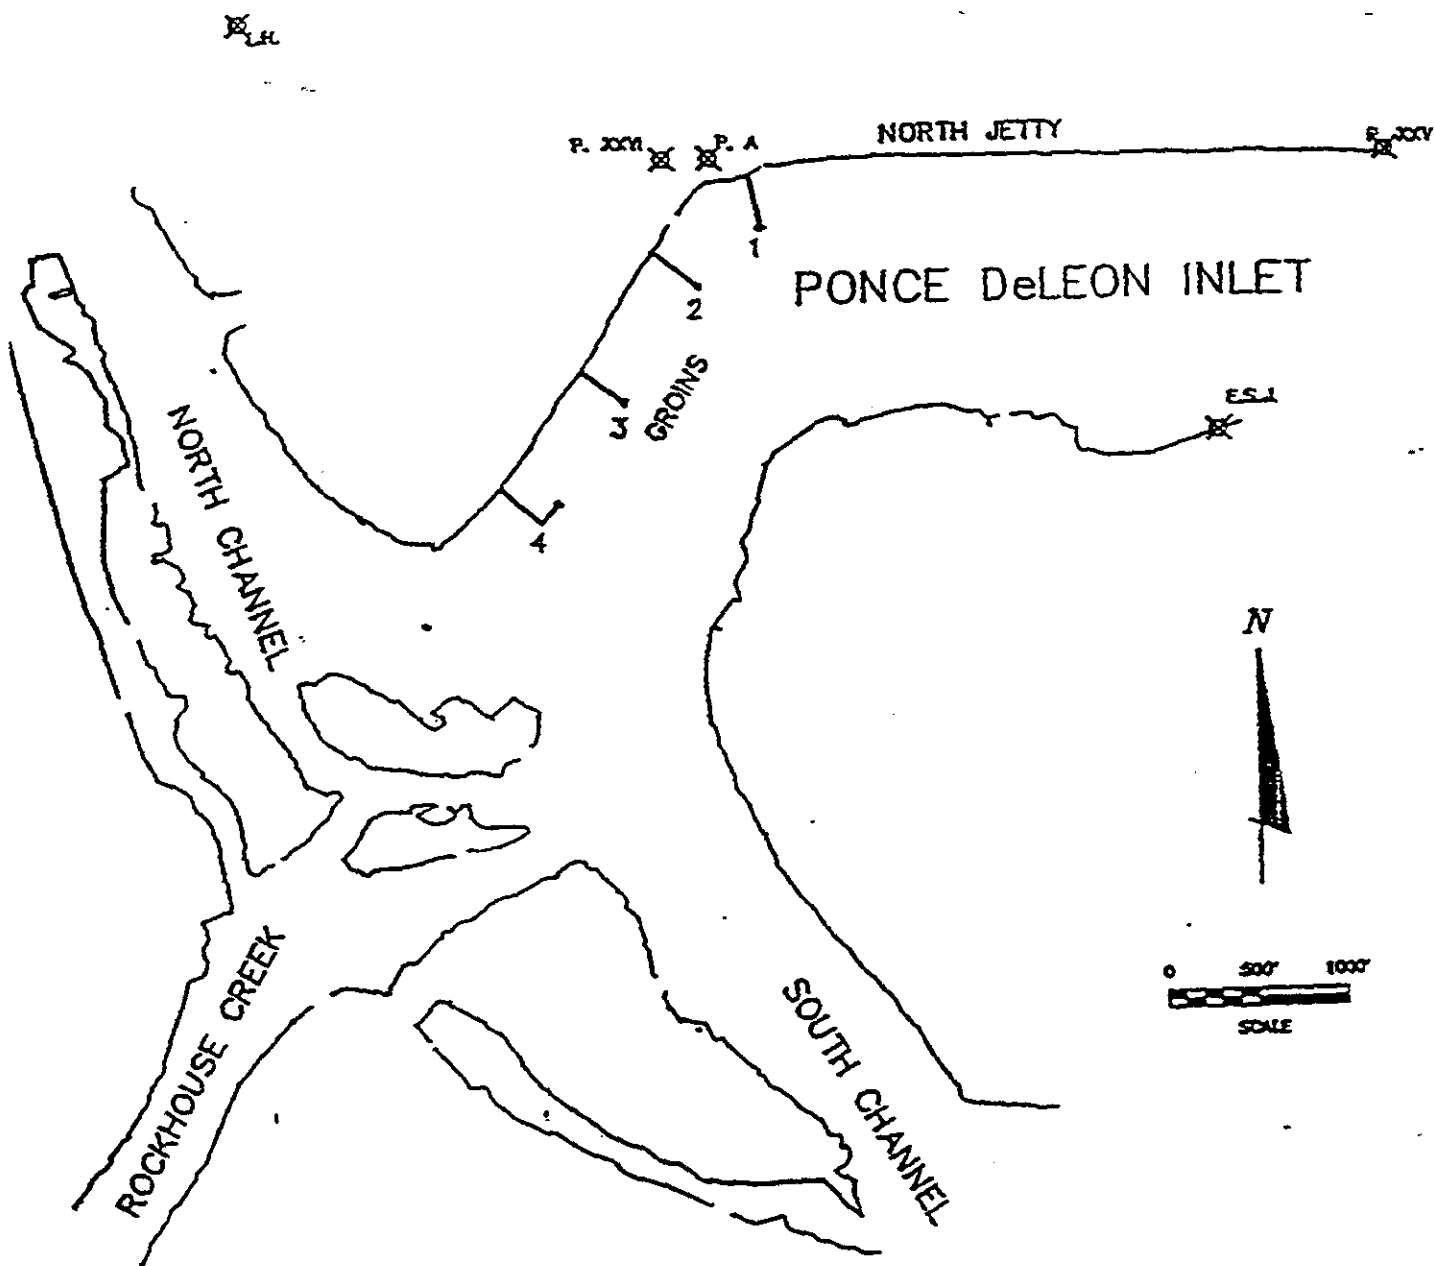 L.H.
P. XXVI
P. A
NORTH JETTY
P. XXV
1
PONCE DeLEON INLET
2
GROINS
3
E.S.1
NORTH CHANNEL
4
N
0 500' 1000'
SCALE
ROCKHOUSE CREEK
SOUTH CHANNEL